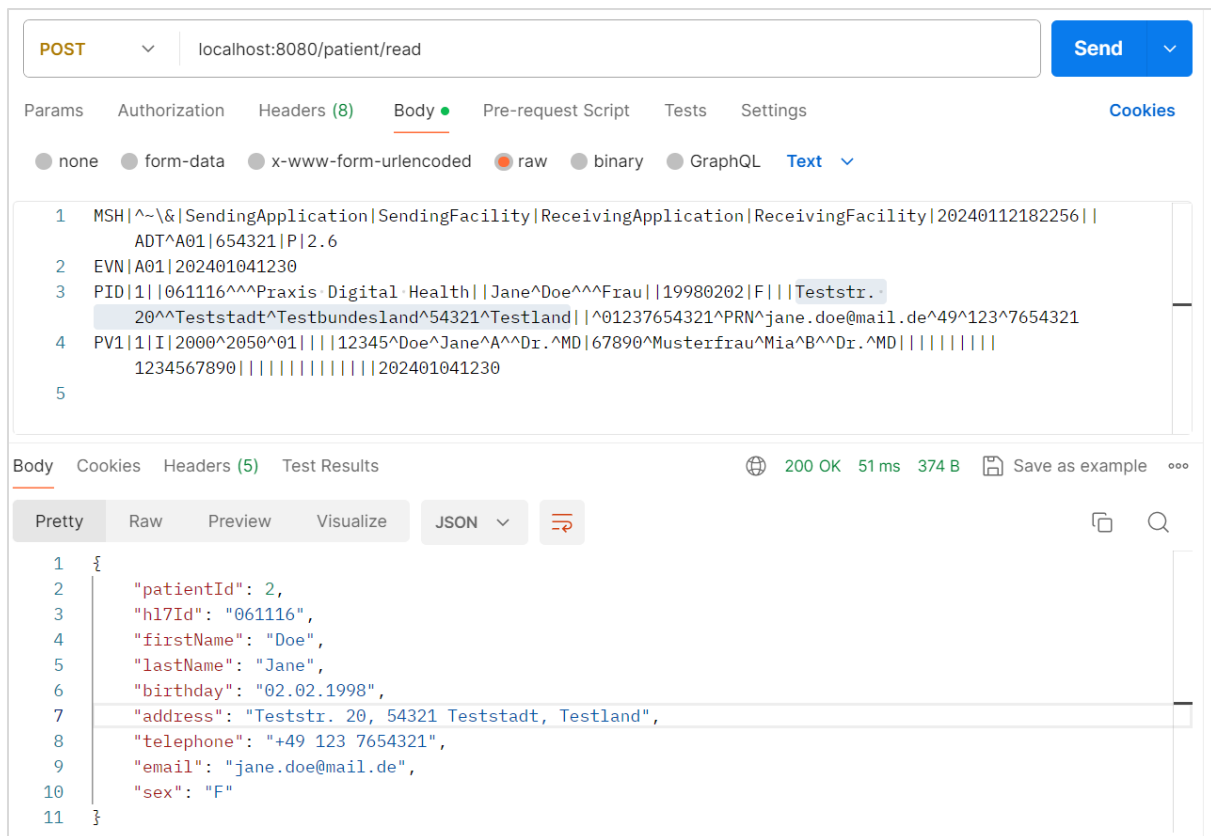 POST localhost:8080/patient/read Send
Params Authorization Headers (8) Body Pre-request Script Tests Settings Cookies
none form-data x-www-form-urlencoded raw binary GraphQL Text
1 MSH|^~\&|SendingApplication|SendingFacility|ReceivingApplication|ReceivingFacility|20240112182256||
ADT^A01|654321|P|2.6
2 EVN|A01|202401041230
3 PID|1||061116^^^Praxis Digital Health||Jane^Doe^^^Frau||19980202|F|||Teststr.
20^^Teststadt^Testbundesland^54321^Testland||^01237654321^PRN^jane.doe@mail.de^49^123^7654321
4 PV1|1|I|2000^2050^01||||12345^Doe^Jane^A^^Dr.^MD|67890^Musterfrau^Mia^B^^Dr.^MD||||||||||
1234567890|||||||||||||||202401041230
5
Body Cookies Headers (5) Test Results 200 OK 51 ms 374 B Save as example
Pretty Raw Preview Visualize JSON
1 {
2 "patientId": 2,
3 "hl7Id": "061116",
4 "firstName": "Doe",
5 "lastName": "Jane",
6 "birthday": "02.02.1998",
7 "address": "Teststr. 20, 54321 Teststadt, Testland",
8 "telephone": "+49 123 7654321",
9 "email": "jane.doe@mail.de",
10 "sex": "F"
11 }